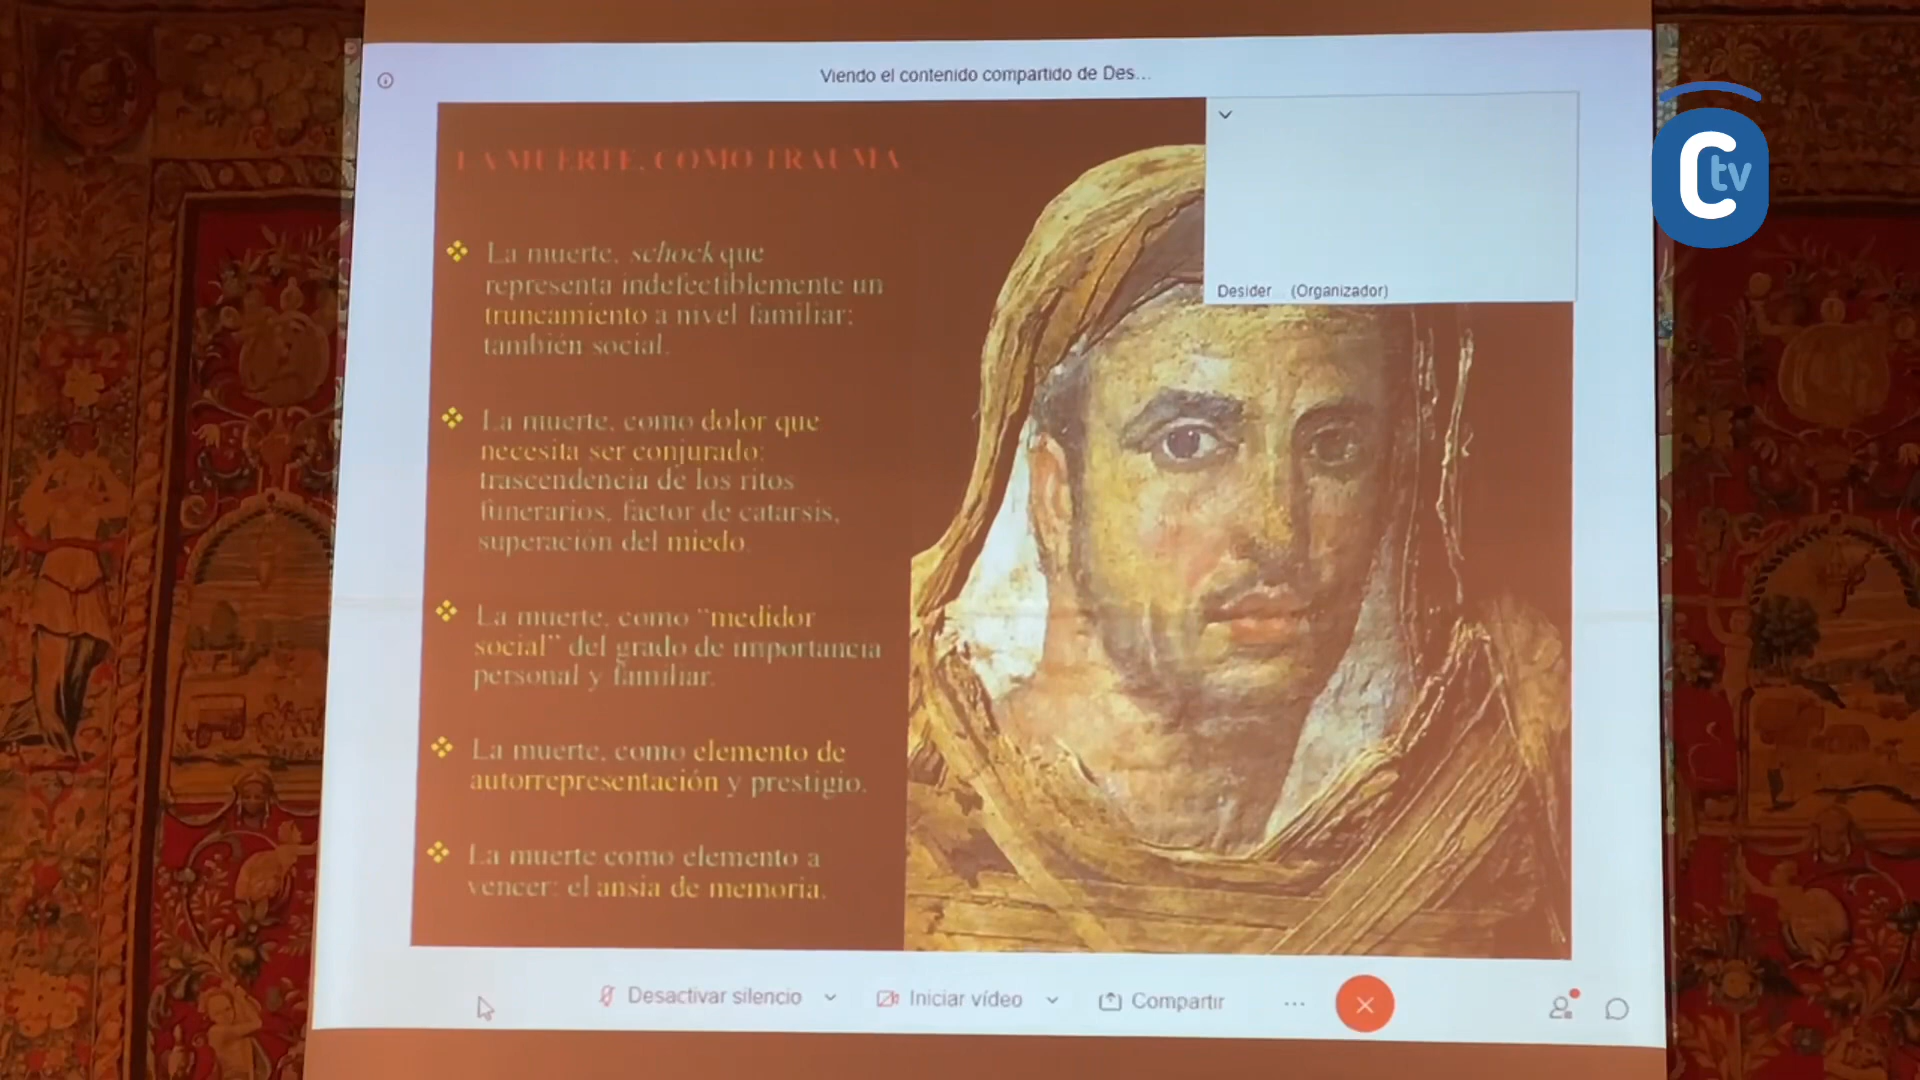 Viendo el contenido compartido de Des...
Ctv
Desider (Organizador)
LA MUERTE, COMO TRAUMA
La muerte, schock que
representa indefectiblemente un
truncamiento a nivel familiar;
también social.
La muerte, como dolor que
necesita ser conjurado:
trascendencia de los ritos
funerarios, factor de catarsis,
superación del miedo.
La muerte, como “medidor
social” del grado de importancia
personal y familiar.
La muerte, como elemento de
autorrepresentación y prestigio.
La muerte como elemento a
vencer: el ansia de memoria.
Desactivar silencio
Iniciar vídeo
Compartir